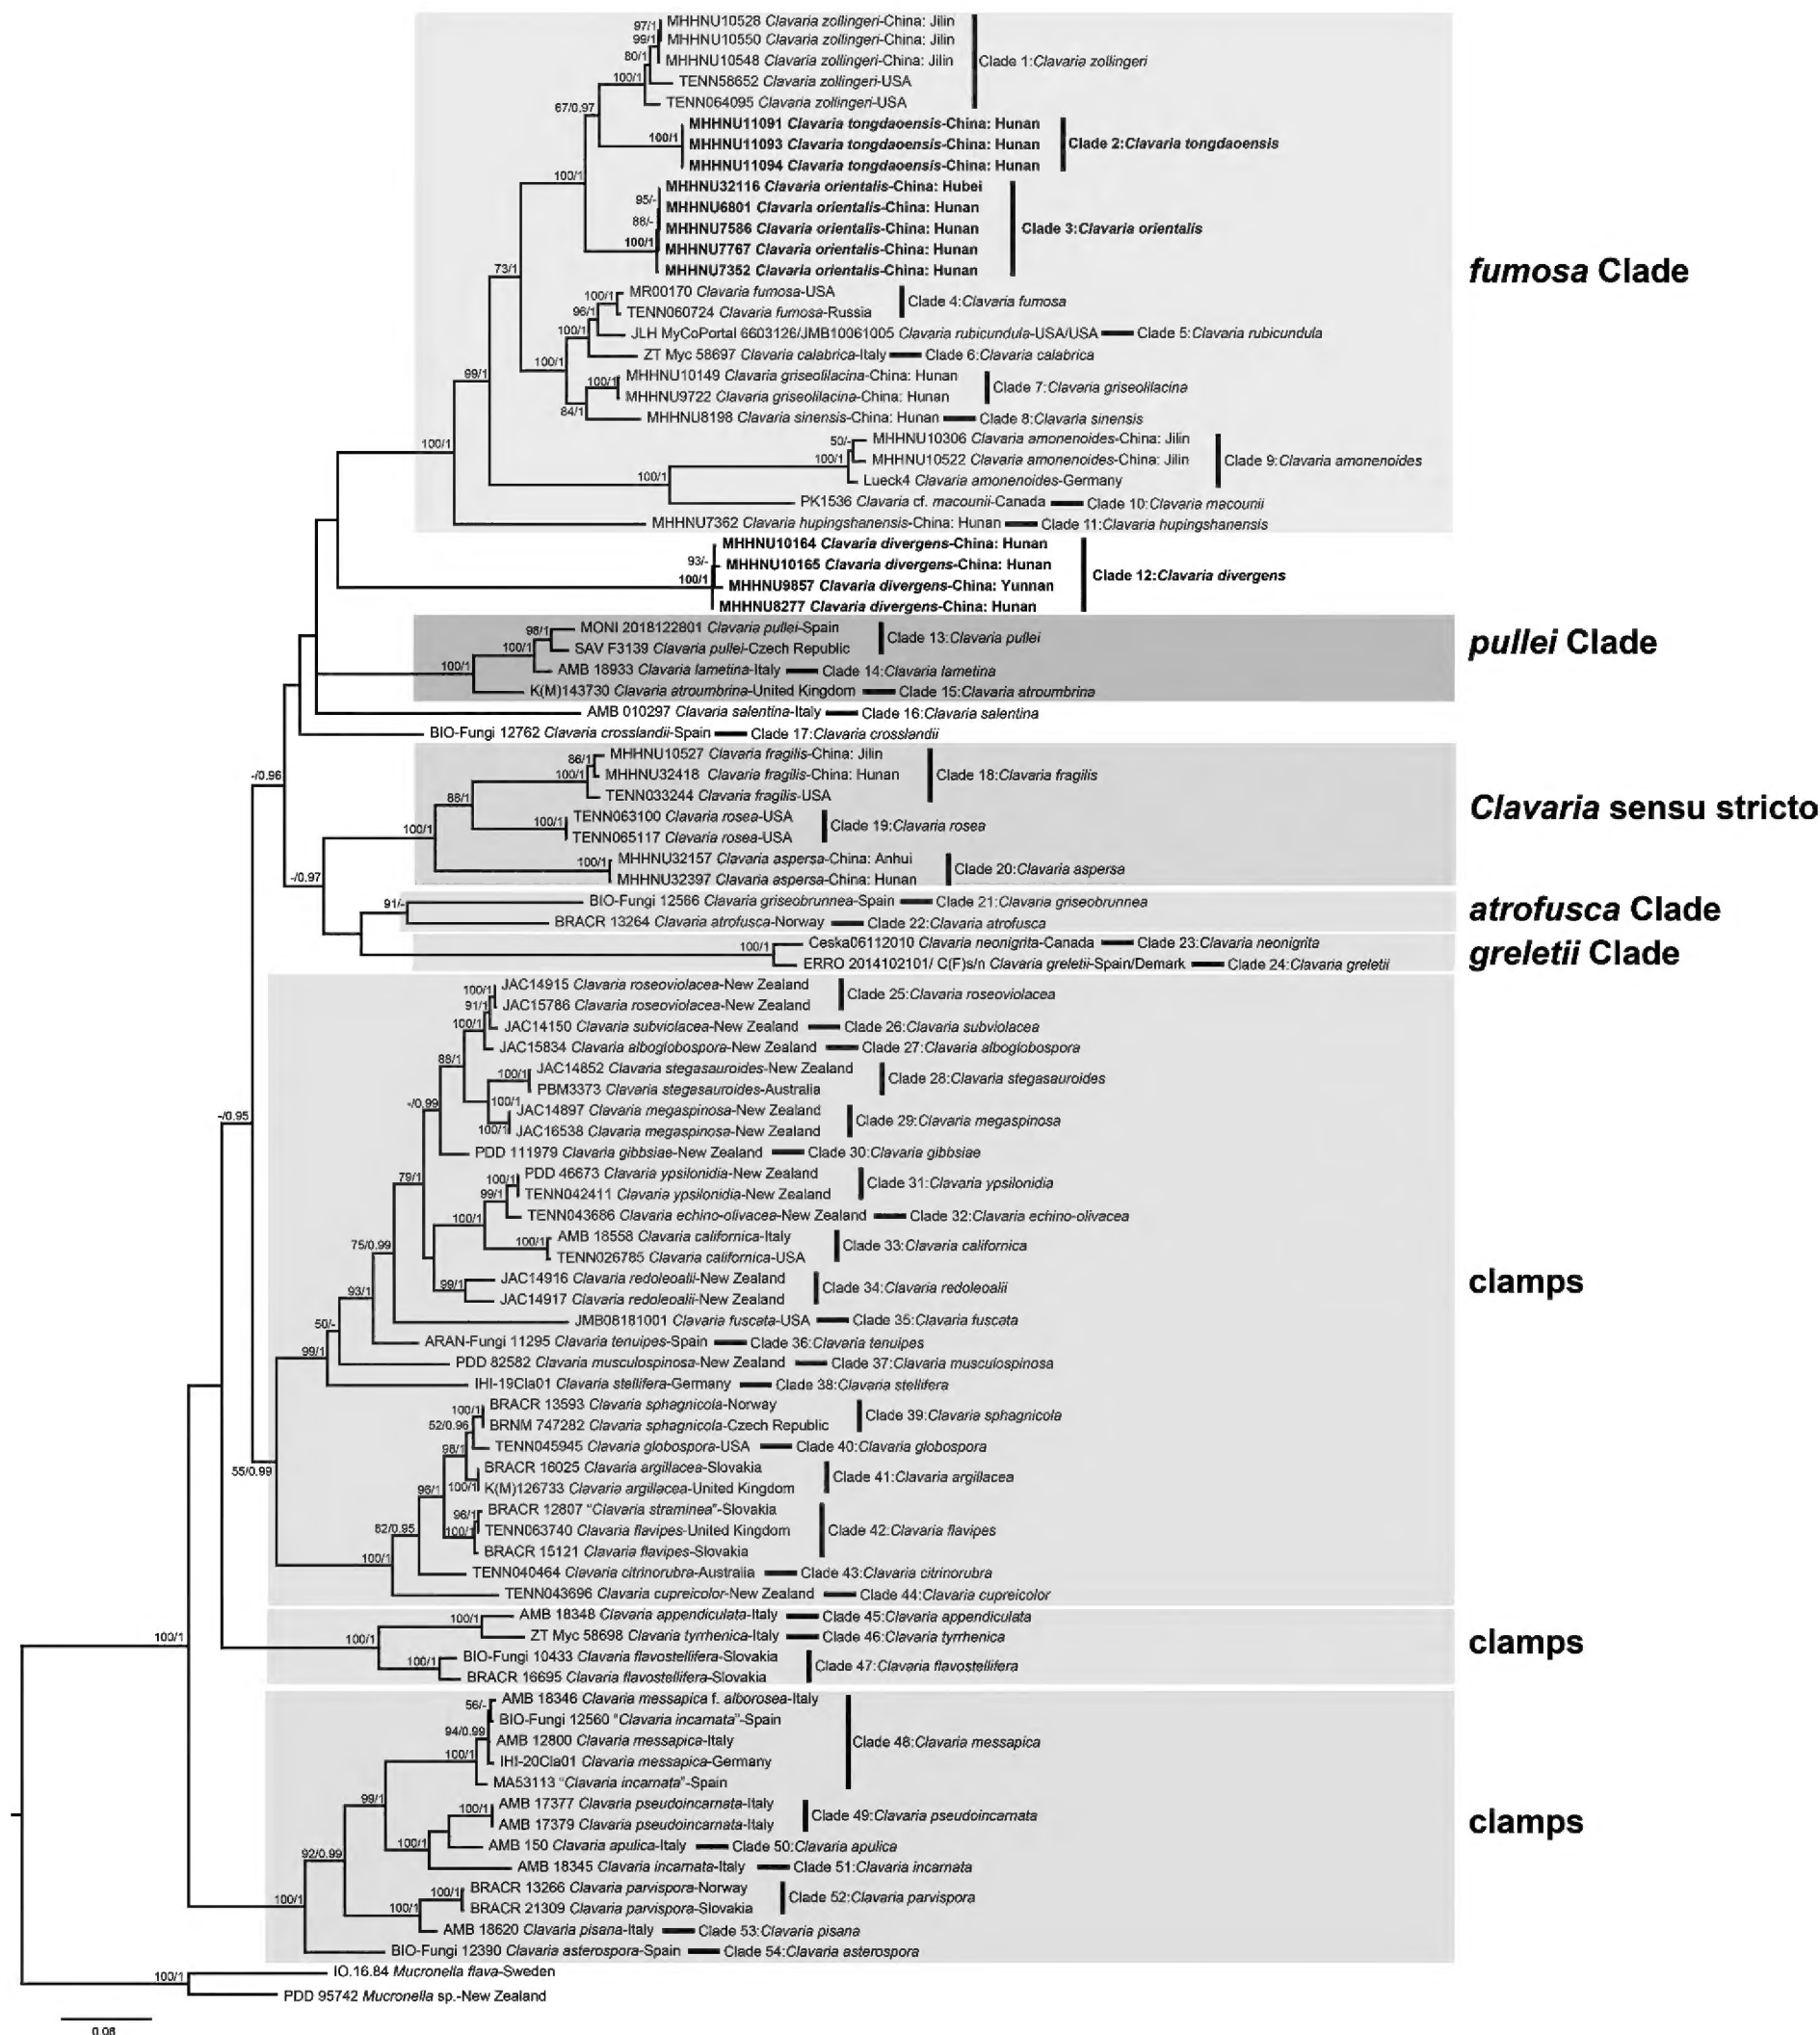 97/1 MHHNU10528 Clavaria zollingeri-China: Jilin
99/1 MHHNU10550 Clavaria zollingeri-China: Jilin
80/1 MHHNU10548 Clavaria zollingeri-China: Jilin Clade 1:Clavaria zollingeri
100/1 TENN58652 Clavaria zollingeri-USA
67/0.97 TENN064095 Clavaria zollingeri-USA
MHHNU11091 Clavaria tongdaoensis-China: Hunan
100/1 MHHNU11093 Clavaria tongdaoensis-China: Hunan Clade 2:Clavaria tongdaoensis
MHHNU11094 Clavaria tongdaoensis-China: Hunan
100/1 MHHNU32116 Clavaria orientalis-China: Hubei
95/- MHHNU6801 Clavaria orientalis-China: Hunan
88/- MHHNU7586 Clavaria orientalis-China: Hunan Clade 3:Clavaria orientalis
100/1 MHHNU7767 Clavaria orientalis-China: Hunan
73/1 MHHNU7352 Clavaria orientalis-China: Hunan
fumosa Clade
100/1 MR00170 Clavaria fumosa-USA Clade 4:Clavaria fumosa
96/1 TENN060724 Clavaria fumosa-Russia
100/1 JLH MyCoPortal 6603126/JMB10061005 Clavaria rubicundula-USA/USA Clade 5:Clavaria rubicundula
100/1 ZT Myc 58697 Clavaria calabrica-Italy Clade 6:Clavaria calabrica
99/1 100/1 MHHNU10149 Clavaria griseolilacina-China: Hunan Clade 7:Clavaria griseolilacina
MHHNU9722 Clavaria griseolilacina-China: Hunan
84/1 MHHNU8198 Clavaria sinensis-China: Hunan Clade 8:Clavaria sinensis
100/1 50/- MHHNU10306 Clavaria amonenoides-China: Jilin
100/1 MHHNU10522 Clavaria amonenoides-China: Jilin Clade 9:Clavaria amonenoides
100/1 Lueck4 Clavaria amonenoides-Germany
PK1536 Clavaria cf. macounii-Canada Clade 10:Clavaria macounii
MHHNU7362 Clavaria hupingshanensis-China: Hunan Clade 11:Clavaria hupingshanensis
MHHNU10164 Clavaria divergens-China: Hunan
93/- MHHNU10165 Clavaria divergens-China: Hunan Clade 12:Clavaria divergens
100/1 MHHNU9857 Clavaria divergens-China: Yunnan
MHHNU8277 Clavaria divergens-China: Hunan
98/1 MONI 2018122801 Clavaria pullei-Spain Clade 13:Clavaria pullei
100/1 SAV F3139 Clavaria pullei-Czech Republic
pullei Clade
100/1 AMB 18933 Clavaria lametina-Italy Clade 14:Clavaria lametina
K(M)143730 Clavaria atroumbrina-United Kingdom Clade 15:Clavaria atroumbrina
AMB 010297 Clavaria salentina-Italy Clade 16:Clavaria salentina
BIO-Fungi 12762 Clavaria crosslandii-Spain Clade 17:Clavaria crosslandii
86/1 MHHNU10527 Clavaria fragilis-China: Jilin
-/0.96 100/1 MHHNU32418 Clavaria fragilis-China: Hunan Clade 18:Clavaria fragilis
88/1 TENN033244 Clavaria fragilis-USA
Clavaria sensu stricto
100/1 TENN063100 Clavaria rosea-USA Clade 19:Clavaria rosea
100/1 TENN065117 Clavaria rosea-USA
100/1 MHHNU32157 Clavaria aspersa-China: Anhui Clade 20:Clavaria aspersa
-/0.97 MHHNU32397 Clavaria aspersa-China: Hunan
91/- BIO-Fungi 12566 Clavaria griseobrunnea-Spain Clade 21:Clavaria griseobrunnea
atrofusca Clade
BRACR 13264 Clavaria atrofusca-Norway Clade 22:Clavaria atrofusca
100/1 Ceska06112010 Clavaria neonigrita-Canada Clade 23:Clavaria neonigrita
greletii Clade
ERRO 2014102101/ C(F)s/n Clavaria greletii-Spain/Demark Clade 24:Clavaria greletii
100/1 JAC14915 Clavaria roseoviolacea-New Zealand Clade 25:Clavaria roseoviolacea
91/1 JAC15786 Clavaria roseoviolacea-New Zealand
100/1 JAC14150 Clavaria subviolacea-New Zealand Clade 26:Clavaria subviolacea
88/1 JAC15834 Clavaria alboglobospora-New Zealand Clade 27:Clavaria alboglobospora
100/1 JAC14852 Clavaria stegasauroides-New Zealand Clade 28:Clavaria stegasauroides
PBM3373 Clavaria stegasauroides-Australia
-/0.99 100/1 JAC14897 Clavaria megaspinosa-New Zealand Clade 29:Clavaria megaspinosa
-/0.95 100/1 JAC16538 Clavaria megaspinosa-New Zealand
PDD 111979 Clavaria gibbsiae-New Zealand Clade 30:Clavaria gibbsiae
79/1 100/1 PDD 46673 Clavaria ypsilonidia-New Zealand Clade 31:Clavaria ypsilonidia
99/1 TENN042411 Clavaria ypsilonidia-New Zealand
100/1 TENN043686 Clavaria echino-olivacea-New Zealand Clade 32:Clavaria echino-olivacea
75/0.99 100/1 AMB 18558 Clavaria californica-Italy Clade 33:Clavaria californica
TENN026785 Clavaria californica-USA
99/1 JAC14916 Clavaria redoleoalii-New Zealand Clade 34:Clavaria redoleoalii
clamps
93/1 JAC14917 Clavaria redoleoalii-New Zealand
50/- JMB08181001 Clavaria fuscata-USA Clade 35:Clavaria fuscata
99/1 ARAN-Fungi 11295 Clavaria tenuipes-Spain Clade 36:Clavaria tenuipes
PDD 82582 Clavaria musculospinosa-New Zealand Clade 37:Clavaria musculospinosa
IHI-19Cla01 Clavaria stellifera-Germany Clade 38:Clavaria stellifera
100/1 BRACR 13593 Clavaria sphagnicola-Norway Clade 39:Clavaria sphagnicola
52/0.96 BRNM 747282 Clavaria sphagnicola-Czech Republic
98/1 TENN045945 Clavaria globospora-USA Clade 40:Clavaria globospora
55/0.99 BRACR 16025 Clavaria argillacea-Slovakia Clade 41:Clavaria argillacea
96/1 100/1 K(M)126733 Clavaria argillacea-United Kingdom
96/1 BRACR 12807 "Clavaria straminea"-Slovakia
82/0.95 100/1 TENN063740 Clavaria flavipes-United Kingdom Clade 42:Clavaria flavipes
BRACR 15121 Clavaria flavipes-Slovakia
100/1 TENN040464 Clavaria citrinorubra-Australia Clade 43:Clavaria citrinorubra
TENN043696 Clavaria cupreicolor-New Zealand Clade 44:Clavaria cupreicolor
100/1 AMB 18348 Clavaria appendiculata-Italy Clade 45:Clavaria appendiculata
100/1 100/1 ZT Myc 58698 Clavaria tyrrhenica-Italy Clade 46:Clavaria tyrrhenica
clamps
100/1 BIO-Fungi 10433 Clavaria flavostellifera-Slovakia Clade 47:Clavaria flavostellifera
BRACR 16695 Clavaria flavostellifera-Slovakia
56/- AMB 18346 Clavaria messapica f. alborosea-Italy
BIO-Fungi 12560 "Clavaria incarnata"-Spain
94/0.99 AMB 12800 Clavaria messapica-Italy Clade 48:Clavaria messapica
100/1 IHI-20Cla01 Clavaria messapica-Germany
MA53113 "Clavaria incarnata"-Spain
99/1 100/1 AMB 17377 Clavaria pseudoincarnata-Italy Clade 49:Clavaria pseudoincarnata
clamps
AMB 17379 Clavaria pseudoincarnata-Italy
100/1 AMB 150 Clavaria apulica-Italy Clade 50:Clavaria apulica
92/0.99 AMB 18345 Clavaria incarnata-Italy Clade 51:Clavaria incarnata
100/1 BRACR 13266 Clavaria parvispora-Norway Clade 52:Clavaria parvispora
100/1 100/1 BRACR 21309 Clavaria parvispora-Slovakia
AMB 18620 Clavaria pisana-Italy Clade 53:Clavaria pisana
BIO-Fungi 12390 Clavaria asterospora-Spain Clade 54:Clavaria asterospora
100/1 IO.16.84 Mucronella flava-Sweden
PDD 95742 Mucronella sp.-New Zealand
0.08